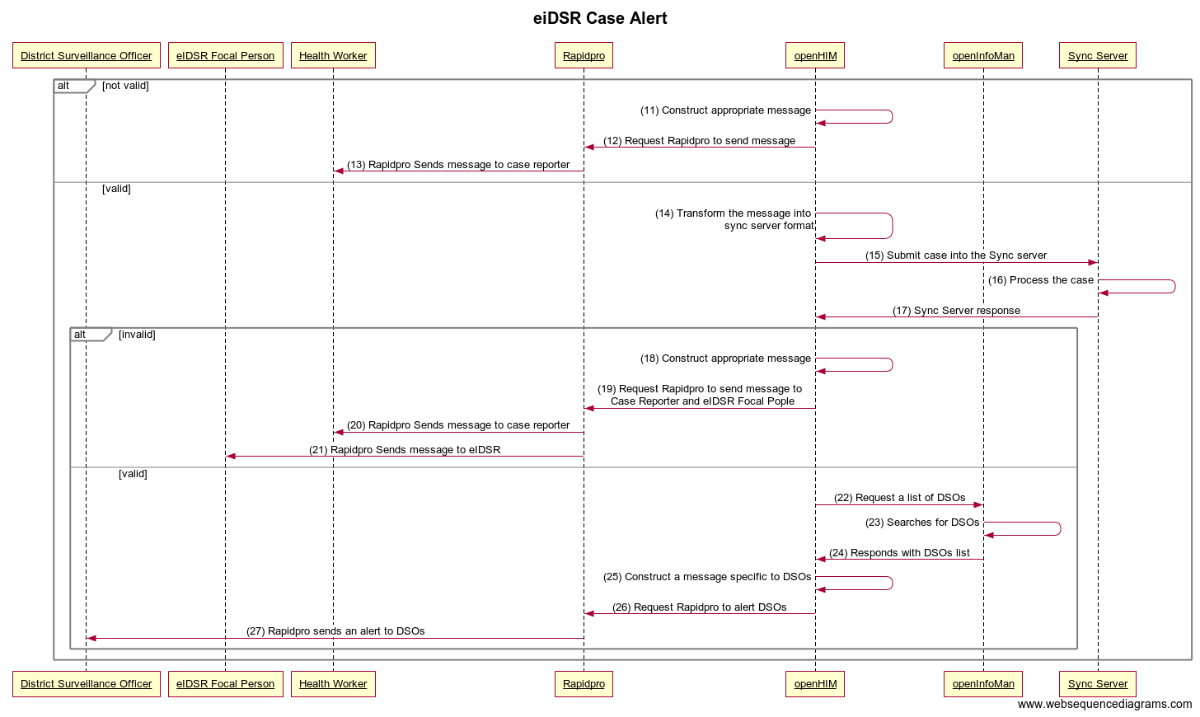 eiDSR Case Alert
District Surveillance Officer
eIDSR Focal Person
Health Worker
Rapidpro
openHIM
openInfoMan
Sync Server
alt
[not valid]
(11) Construct appropriate message
(12) Request Rapidpro to send message
(13) Rapidpro Sends message to case reporter
[valid]
(14) Transform the message into
sync server format
(15) Submit case into the Sync server
(16) Process the case
(17) Sync Server response
alt
[invalid]
(18) Construct appropriate message
(19) Request Rapidpro to send message to
Case Reporter and eIDSR Focal Pople
(20) Rapidpro Sends message to case reporter
(21) Rapidpro Sends message to eIDSR
[valid]
(22) Request a list of DSOs
(23) Searches for DSOs
(24) Responds with DSOs list
(25) Construct a message specific to DSOs
(26) Request Rapidpro to alert DSOs
(27) Rapidpro sends an alert to DSOs
District Surveillance Officer
eIDSR Focal Person
Health Worker
Rapidpro
openHIM
openInfoMan
Sync Server
www.websequencediagrams.com